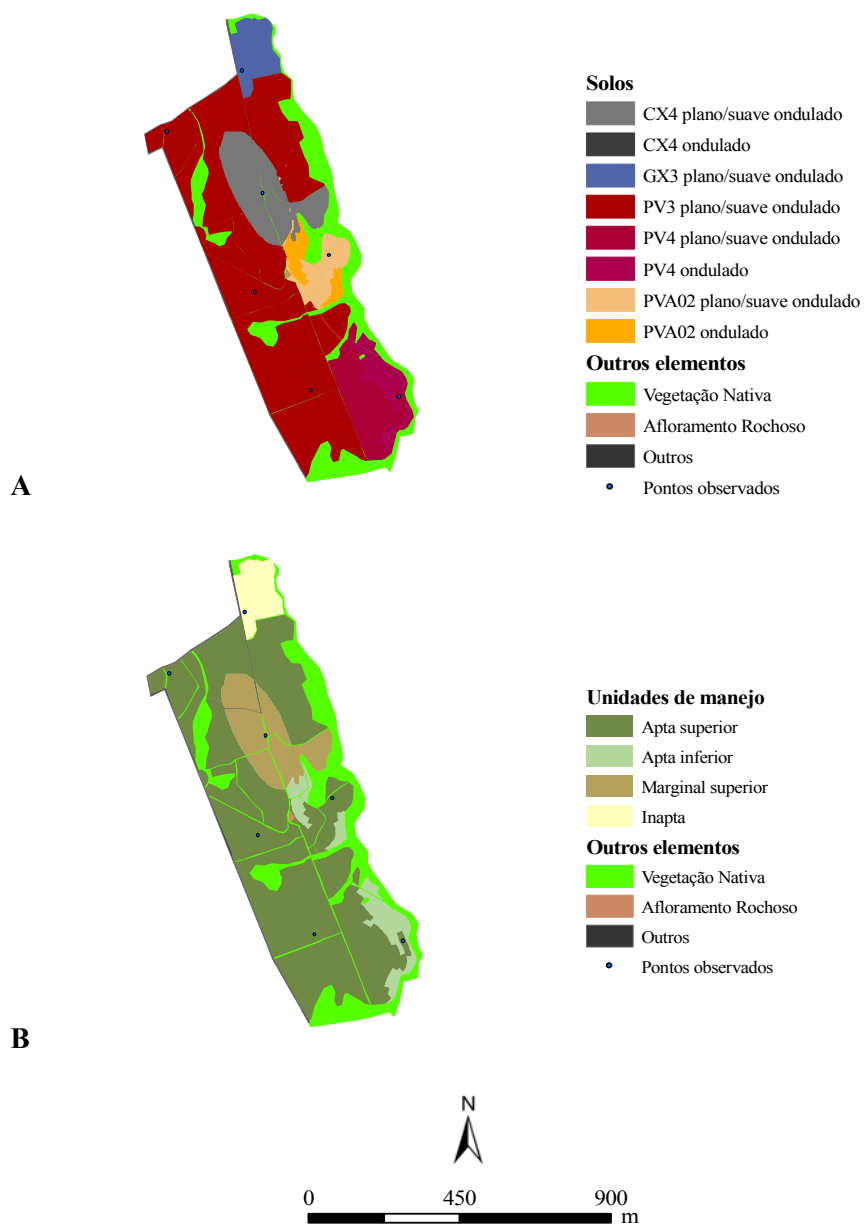 Solos
CX4 plano/suave ondulado
CX4 ondulado
GX3 plano/suave ondulado
PV3 plano/suave ondulado
PV4 plano/suave ondulado
PV4 ondulado
PVA02 plano/suave ondulado
PVA02 ondulado
Outros elementos
Vegetação Nativa
Afloramento Rochoso
Outros
Pontos observados
A
Unidades de manejo
Apta superior
Apta inferior
Marginal superior
Inapta
Outros elementos
Vegetação Nativa
Afloramento Rochoso
Outros
Pontos observados
B
N
0 450 900
m